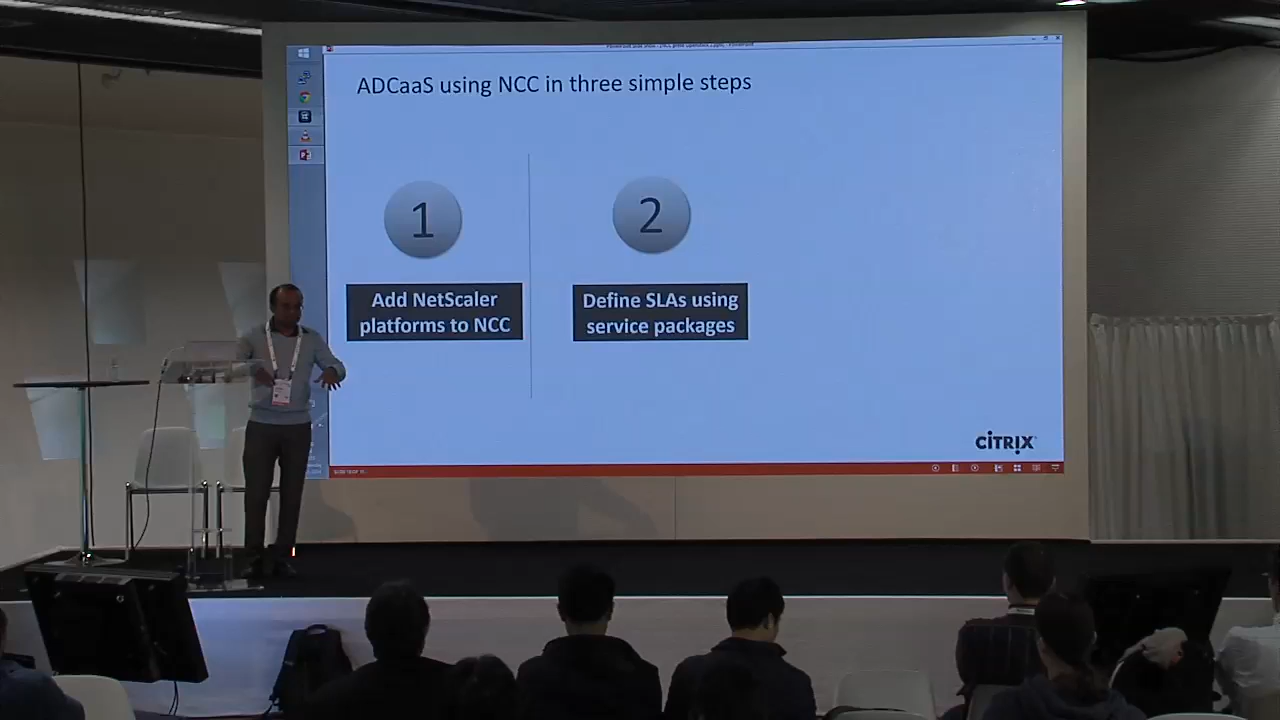 ADCaaS using NCC in three simple steps
1
2
Add NetScaler
platforms to NCC
Define SLAs using
service packages
CITRIX